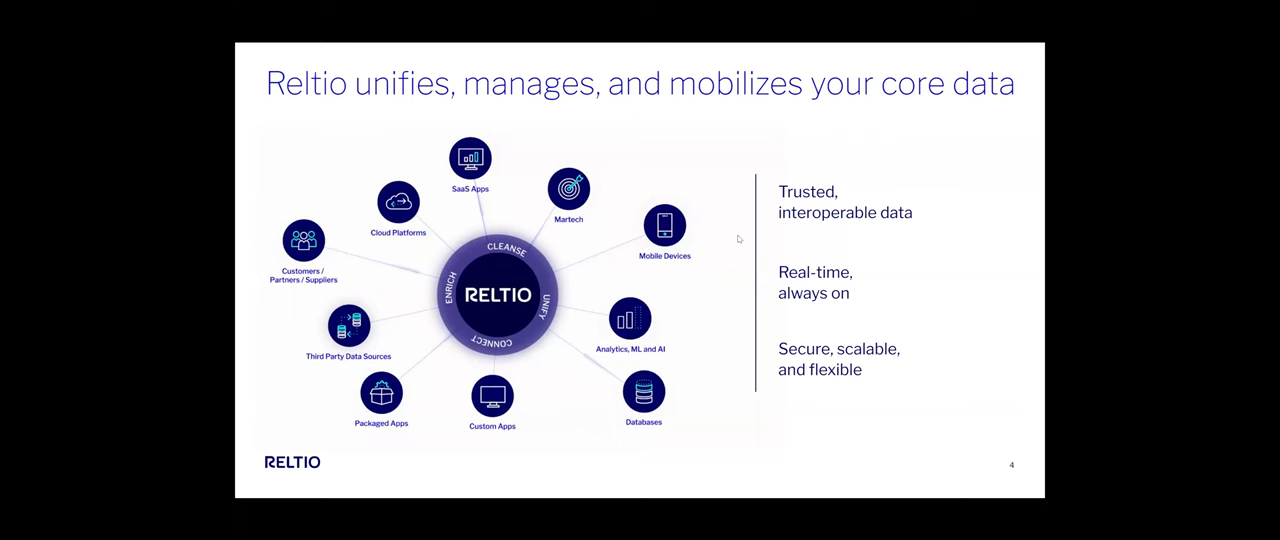 Reltio unifies, manages, and mobilizes your core data
SaaS Apps
Martech
Cloud Platforms
Mobile Devices
Customers /
Partners / Suppliers
CLEANSE
ENRICH
RELTIO
UNIFY
CONNECT
Third Party Data Sources
Analytics, ML and AI
Packaged Apps
Custom Apps
Databases
Trusted,
interoperable data
Real-time,
always on
Secure, scalable,
and flexible
RELTIO
4